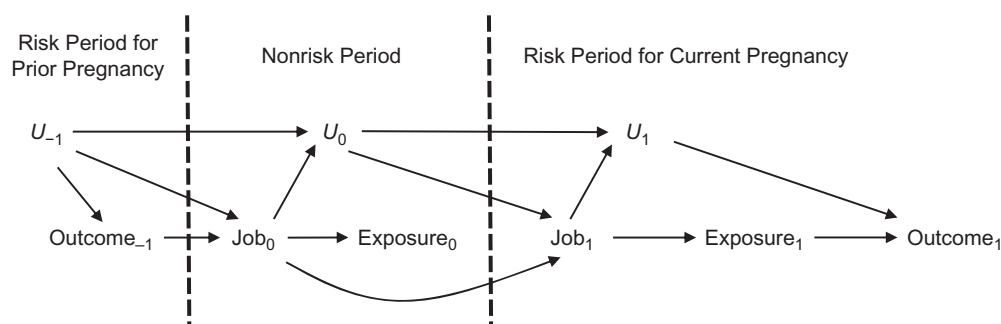 Risk Period for
Prior Pregnancy
Nonrisk Period
Risk Period for Current Pregnancy
U–1
U0
U1
Outcome–1
Job0
Exposure0
Job1
Exposure1
Outcome1